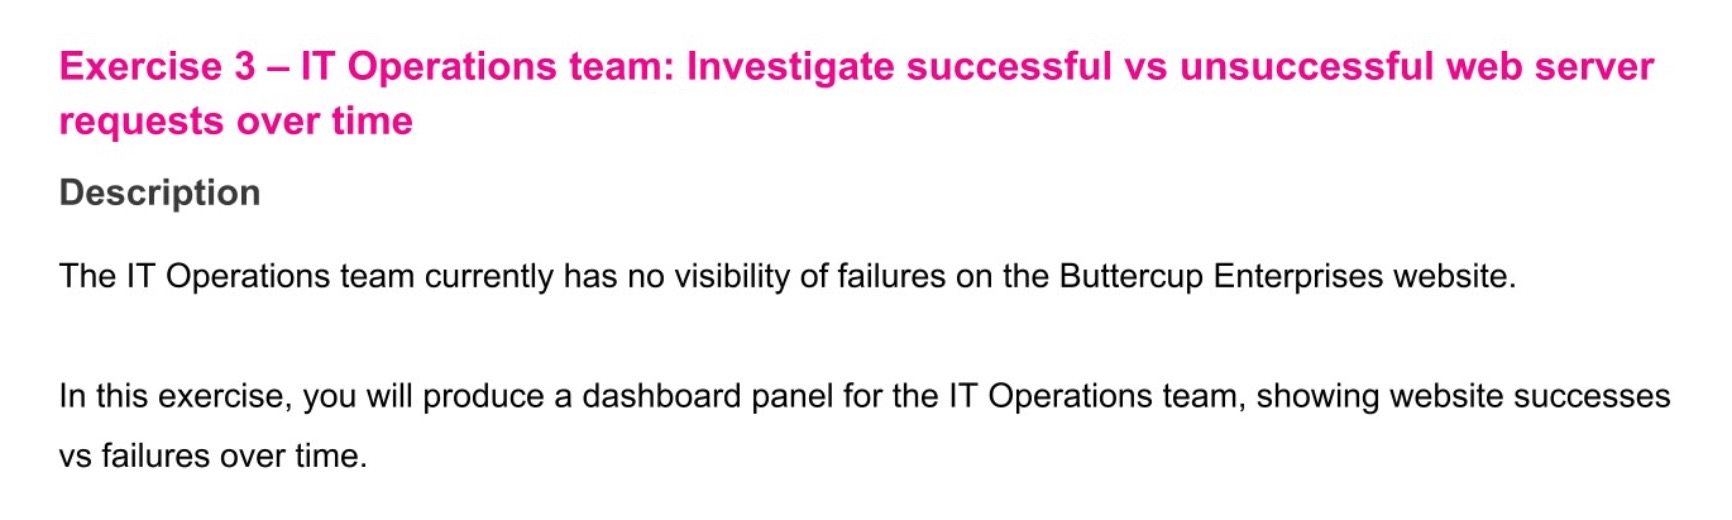 Exercise 3 – IT Operations team: Investigate successful vs unsuccessful web server
requests over time
Description
The IT Operations team currently has no visibility of failures on the Buttercup Enterprises website.
In this exercise, you will produce a dashboard panel for the IT Operations team, showing website successes
vs failures over time.